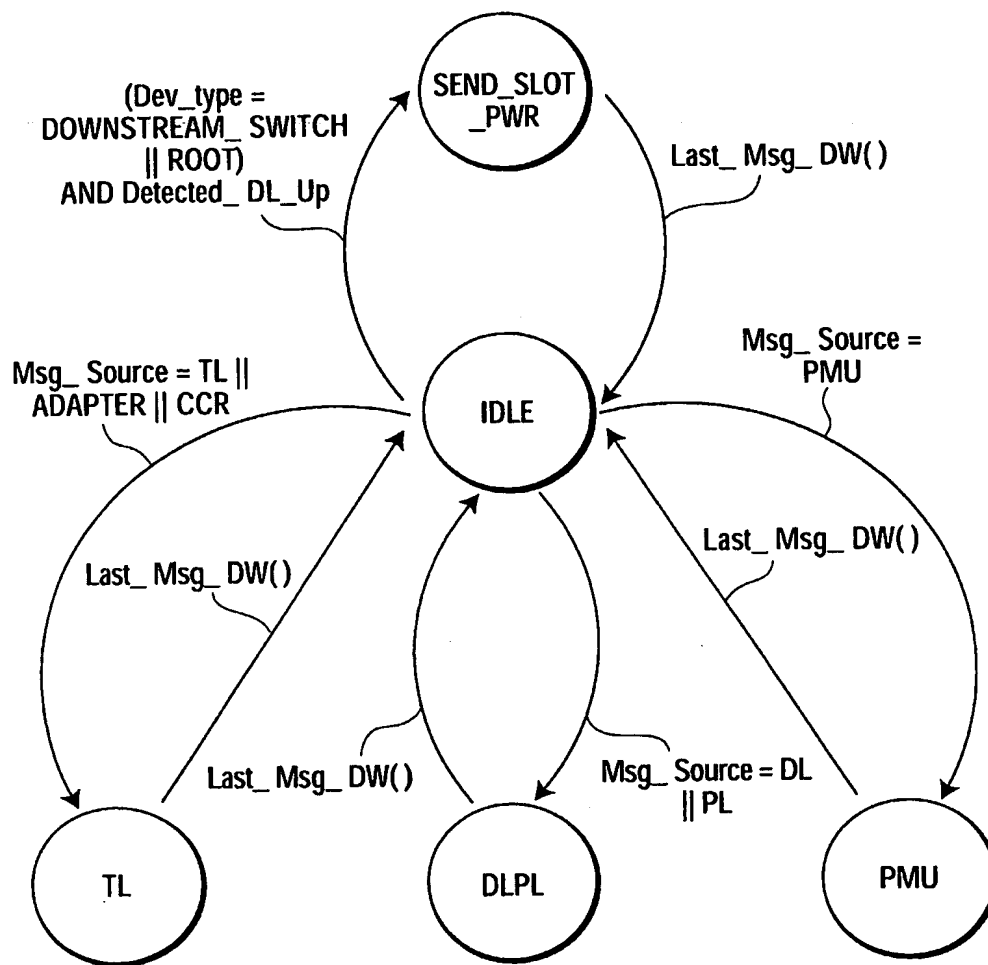 SEND_SLOT
_PWR
(Dev_type =
DOWNSTREAM_ SWITCH
|| ROOT)
AND Detected_ DL_Up
Last_ Msg_ DW( )
Msg_ Source = TL ||
ADAPTER || CCR
IDLE
Msg_ Source =
PMU
Last_ Msg_ DW( )
Last_ Msg_ DW( )
Last_ Msg_ DW( )
Msg_ Source = DL
|| PL
TL
DLPL
PMU